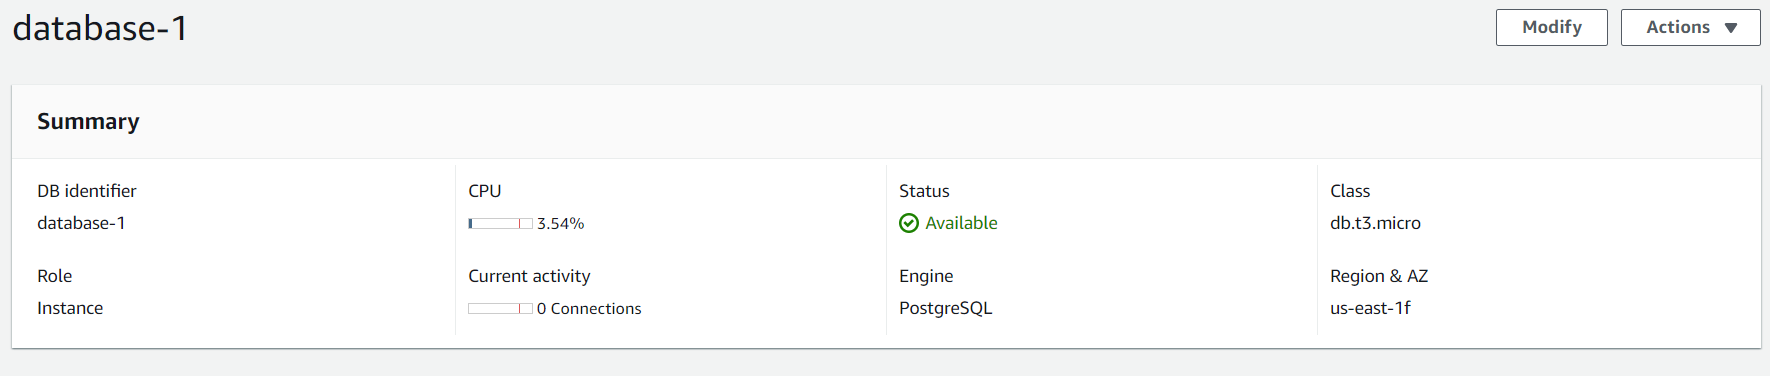 database-1
Modify
Actions
Summary
DB identifier
database-1
CPU
3.54%
Status
Available
Class
db.t3.micro
Role
Instance
Current activity
0 Connections
Engine
PostgreSQL
Region & AZ
us-east-1f